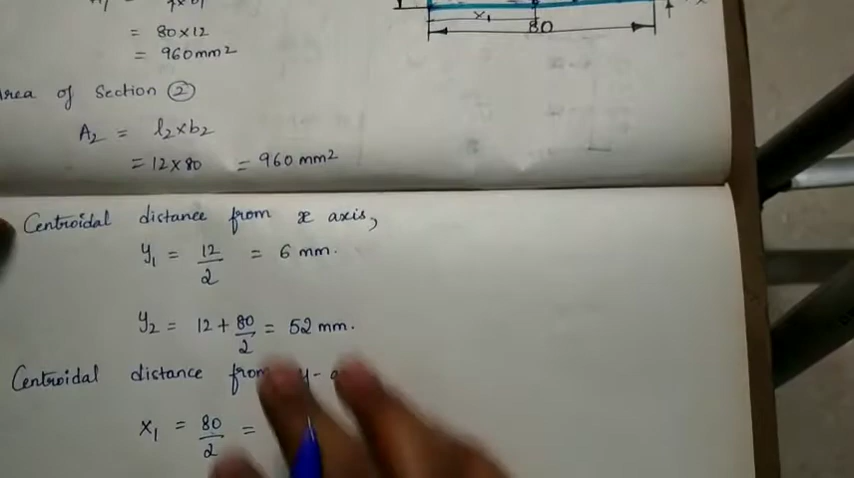 x₁
80
= 80×12
= 960mm²
Area of Section ②
A₂ = l₂×b₂
= 12×80 = 960 mm²
Centroidal distance from x axis,
y₁ = 12/2 = 6 mm.
y₂ = 12 + 80/2 = 52 mm.
Centroidal distance from y-
x₁ = 80/2 =